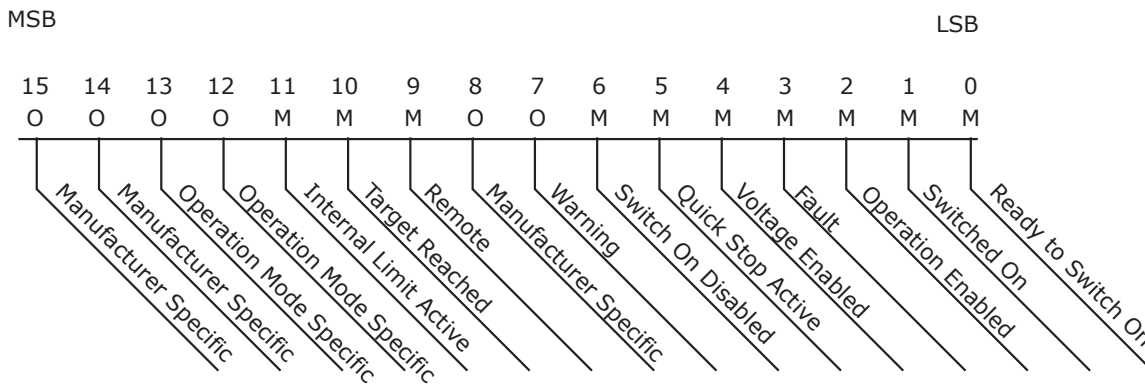 MSB
LSB
15 14 13 12 11 10 9 8 7 6 5 4 3 2 1 0
O O O O M M M O O M M M M M M M
Manufacturer Specific
Manufacturer Specific
Operation Mode Specific
Operation Mode Specific
Internal Limit Active
Target Reached
Remote
Manufacturer Specific
Warning
Switch On Disabled
Quick Stop Active
Voltage Enabled
Fault
Operation Enabled
Switched On
Ready to Switch On